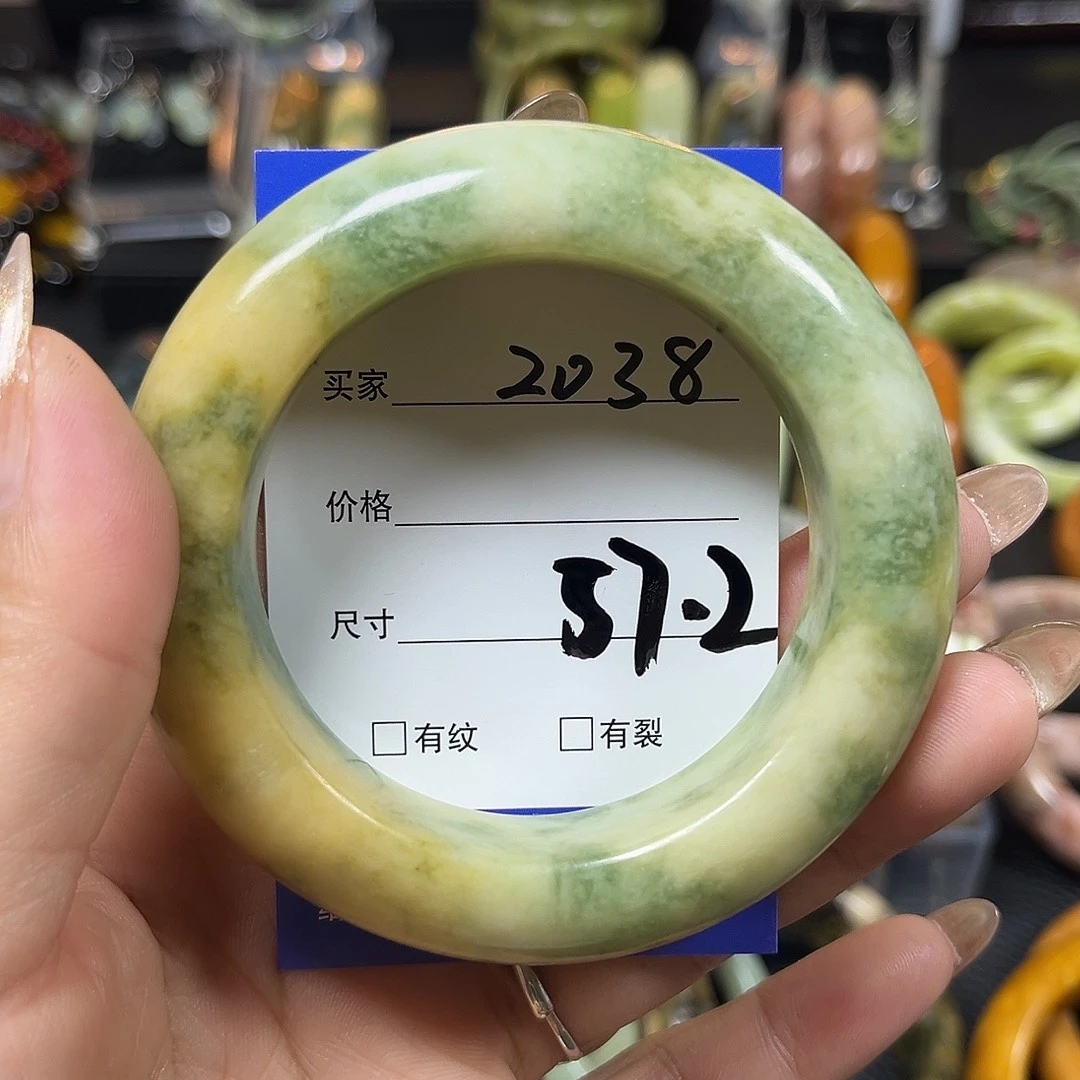 买家 2038
价格
尺寸 57.2
□有纹 □有裂